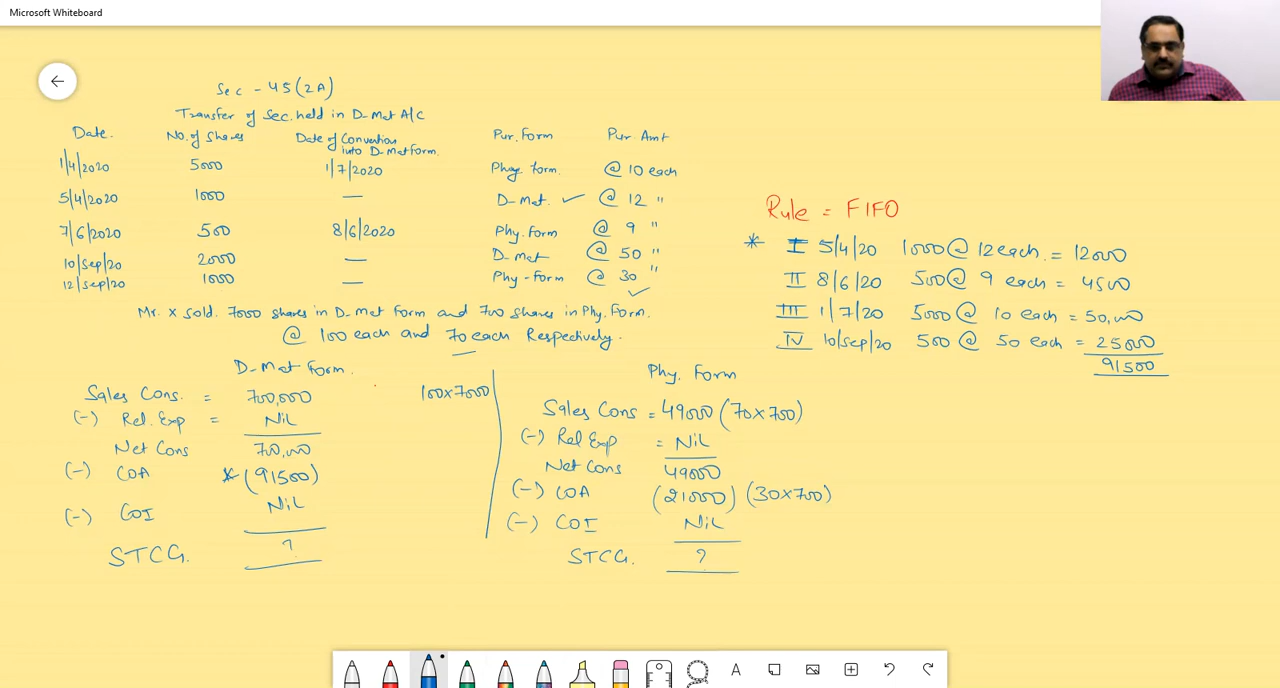 Microsoft Whiteboard
Sec - 45(2A)
Transfer of Sec. held in D-Mat A/c
Date. No. of Shares Date of Convertion into D-Mat form. Pur. Form Pur Amt
1/4/2020 5000 1/7/2020 Phy form. @ 10 each
5/4/2020 1000 — D-Mat. ✓ @ 12 "
7/6/2020 500 8/6/2020 Phy. form @ 9 "
10/Sep/20 2000 — D-Mat @ 50 "
12/Sep/20 1000 — Phy-form @ 30 "
Mr. X sold. 7000 shares in D-Mat form and 700 shares in Phy. Form.
@ 100 each and 70 each Respectively.
Rule = FIFO
* I 5/4/20 1000 @ 12 each. = 12000
II 8/6/20 500 @ 9 each = 4500
III 1/7/20 5000 @ 10 each = 50,000
IV 10/Sep/20 500 @ 50 each = 25000
91500
D-Mat Form.
Sales Cons. = 700,000 100x7000
(-) Rel. Exp = Nil
Net Cons 700,000
(-) COA *(91500)
(-) COI Nil
STCG. ?
Phy. Form
Sales Cons = 49000 (70x700)
(-) Rel Exp = Nil
Net Cons 49000
(-) COA (21000) (30x700)
(-) COI Nil
STCG. ?
A